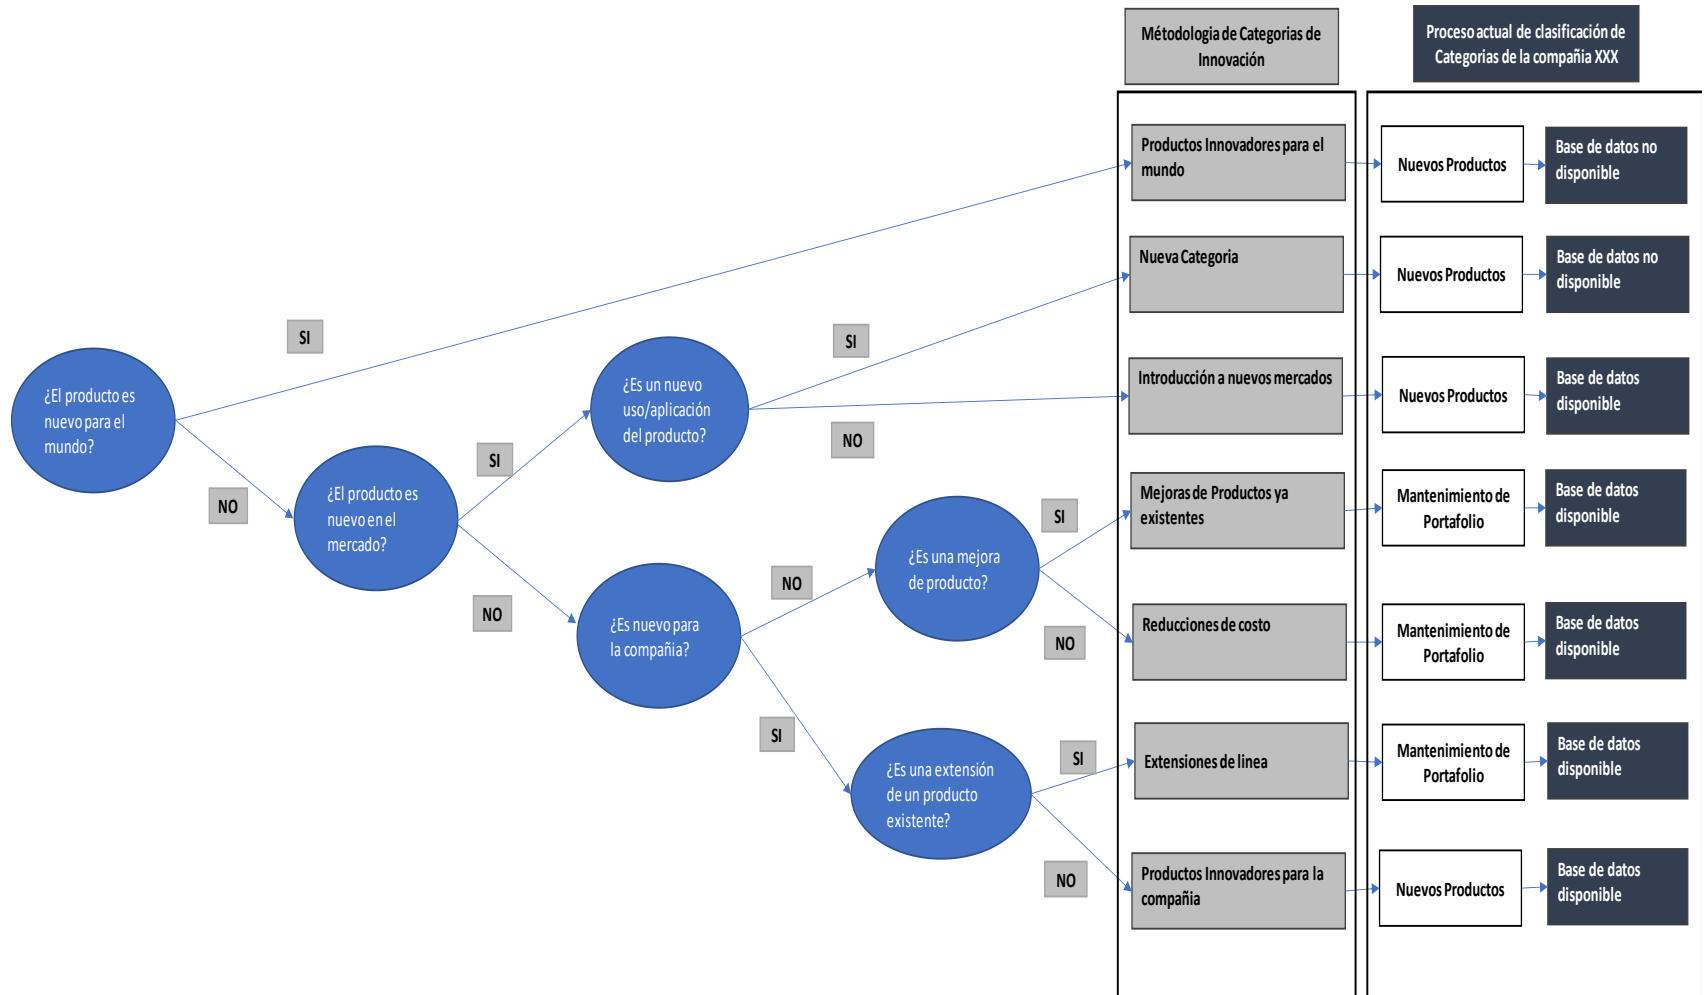 Métodologia de Categorias de
Innovación
Proceso actual de clasificación de
Categorias de la compañia XXX
Productos Innovadores para el
mundo
Nuevos Productos
Base de datos no
disponible
Nueva Categoria
Nuevos Productos
Base de datos no
disponible
SI
SI
¿El producto es
nuevo para el
mundo?
¿Es un nuevo
uso/aplicación
del producto?
Introducción a nuevos mercados
Nuevos Productos
Base de datos
disponible
NO
SI
NO
¿El producto es
nuevo en el
mercado?
Mejoras de Productos ya
existentes
Mantenimiento de
Portafolio
Base de datos
disponible
SI
¿Es una mejora
de producto?
NO
NO
¿Es nuevo para
la compañia?
NO
Reducciones de costo
Mantenimiento de
Portafolio
Base de datos
disponible
SI
SI
¿Es una extensión
de un producto
existente?
Extensiones de linea
Mantenimiento de
Portafolio
Base de datos
disponible
NO
Productos Innovadores para la
compañia
Nuevos Productos
Base de datos
disponible